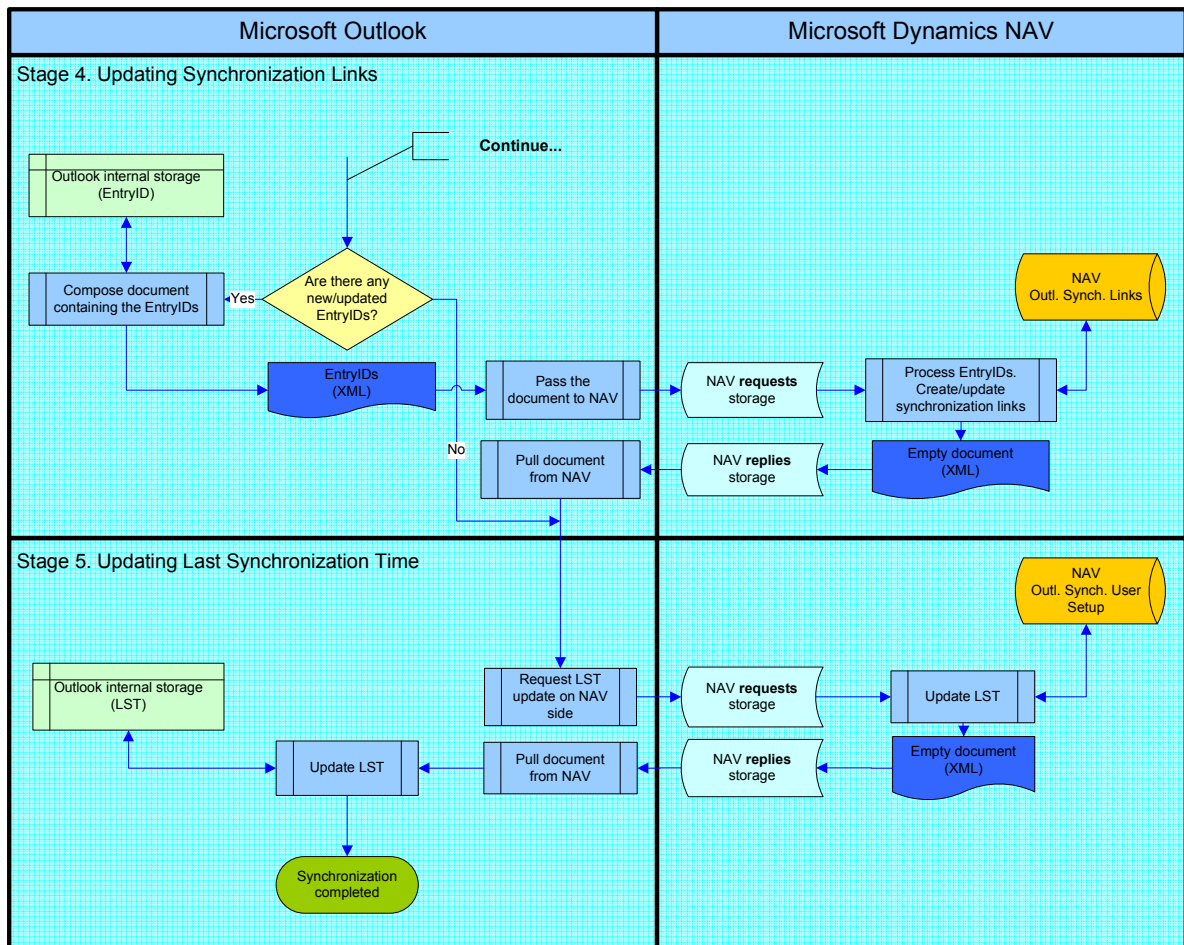 Microsoft Outlook
Microsoft Dynamics NAV
Stage 4. Updating Synchronization Links
Continue...
Outlook internal storage
(EntryID)
Are there any
new/updated
EntryIDs?
Yes
Compose document
containing the EntryIDs
NAV
Outl. Synch. Links
EntryIDs
(XML)
Pass the
document to NAV
NAV requests
storage
Process EntryIDs.
Create/update
synchronization links
No
Pull document
from NAV
NAV replies
storage
Empty document
(XML)
Stage 5. Updating Last Synchronization Time
NAV
Outl. Synch. User
Setup
Outlook internal storage
(LST)
Request LST
update on NAV
side
NAV requests
storage
Update LST
Update LST
Pull document
from NAV
NAV replies
storage
Empty document
(XML)
Synchronization
completed